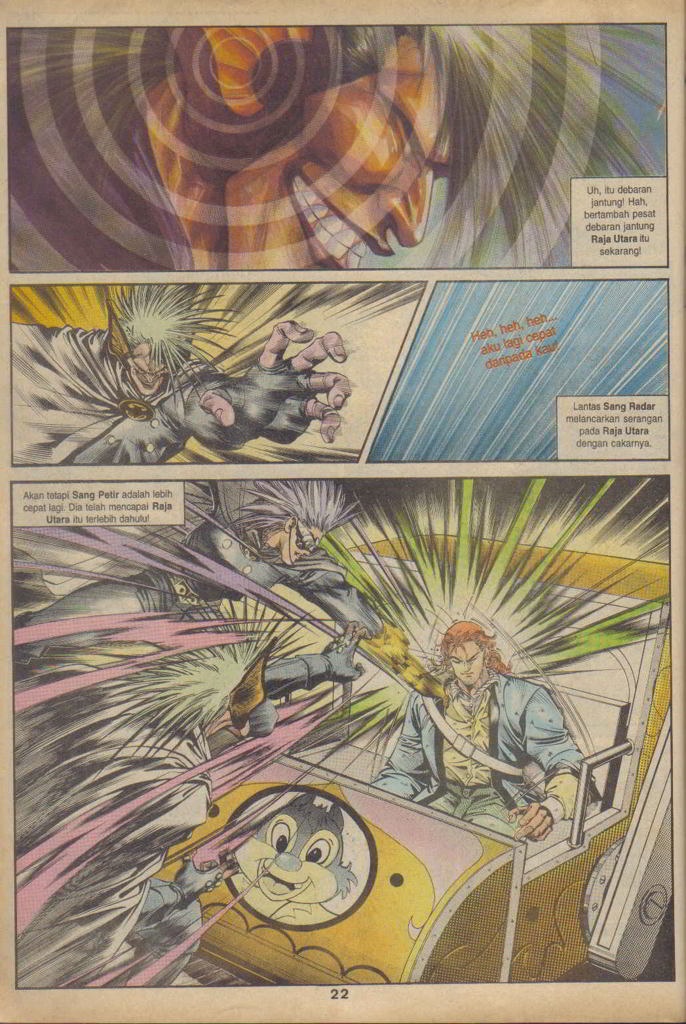 Uh, itu debaran
jantung! Hah,
bertambah pesat
debaran jantung
Raja Utara itu
sekarang!
Heh, heh, heh...
aku lagi cepat
daripada kau!
Lantas Sang Radar
melancarkan serangan
pada Raja Utara
dengan cakarnya.
Akan tetapi Sang Petir adalah lebih
cepat lagi. Dia telah mencapai Raja
Utara itu terlebih dahulu!
22